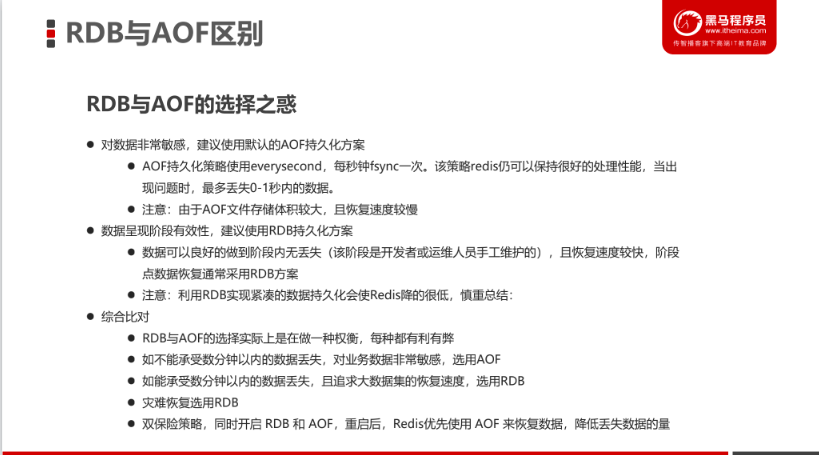 RDB与AOF区别
黑马程序员
www.itheima.com
传智播客旗下高端IT教育品牌
RDB与AOF的选择之惑
● 对数据非常敏感，建议使用默认的AOF持久化方案
● AOF持久化策略使用everysecond，每秒钟fsync一次。该策略redis仍可以保持很好的处理性能，当出
现问题时，最多丢失0-1秒内的数据。
● 注意：由于AOF文件存储体积较大，且恢复速度较慢
● 数据呈现阶段有效性，建议使用RDB持久化方案
● 数据可以良好的做到阶段内无丢失（该阶段是开发者或运维人员手工维护的），且恢复速度较快，阶段
点数据恢复通常采用RDB方案
● 注意：利用RDB实现紧凑的数据持久化会使Redis降的很低，慎重总结：
● 综合比对
● RDB与AOF的选择实际上是在做一种权衡，每种都有利有弊
● 如不能承受数分钟以内的数据丢失，对业务数据非常敏感，选用AOF
● 如能承受数分钟以内的数据丢失，且追求大数据集的恢复速度，选用RDB
● 灾难恢复选用RDB
● 双保险策略，同时开启 RDB 和 AOF，重启后，Redis优先使用 AOF 来恢复数据，降低丢失数据的量